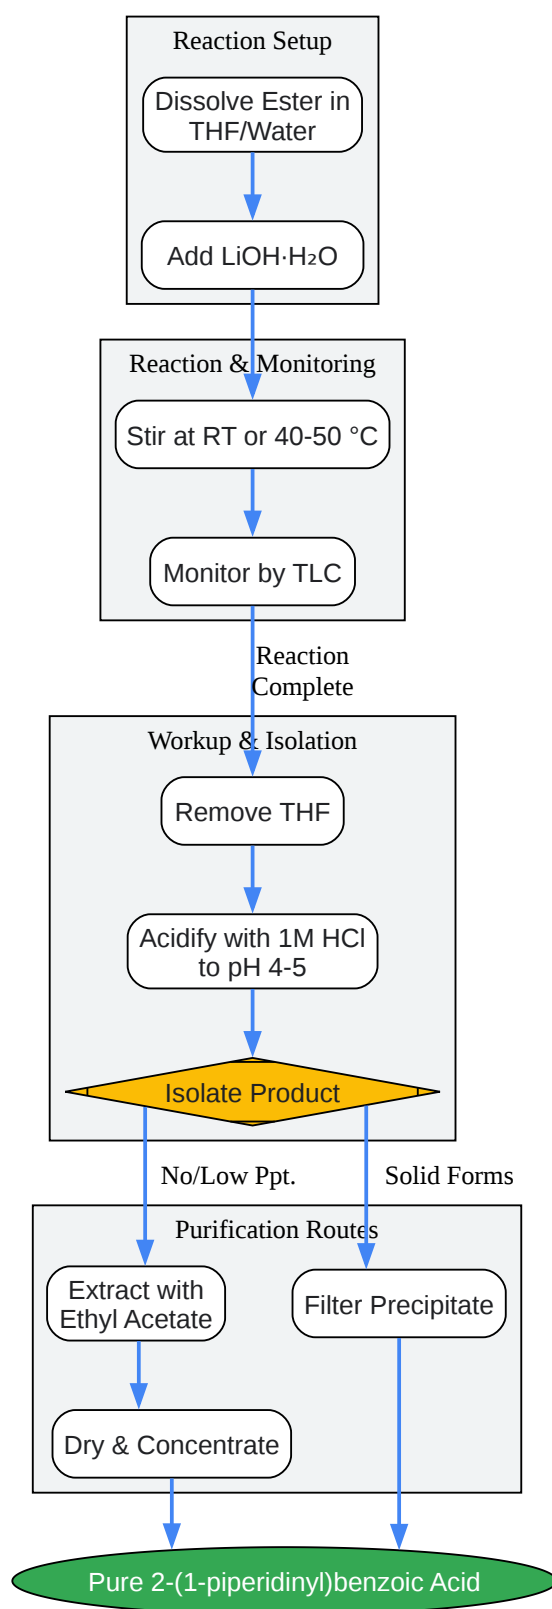 Reaction Setup
Dissolve Ester in
THF/Water
Add LiOH·H₂O
Reaction & Monitoring
Stir at RT or 40-50 °C
Monitor by TLC
Reaction
Complete
Workup & Isolation
Remove THF
Acidify with 1M HCl
to pH 4-5
Isolate Product
No/Low Ppt.
Solid Forms
Purification Routes
Extract with
Ethyl Acetate
Filter Precipitate
Dry & Concentrate
Pure 2-(1-piperidinyl)benzoic Acid